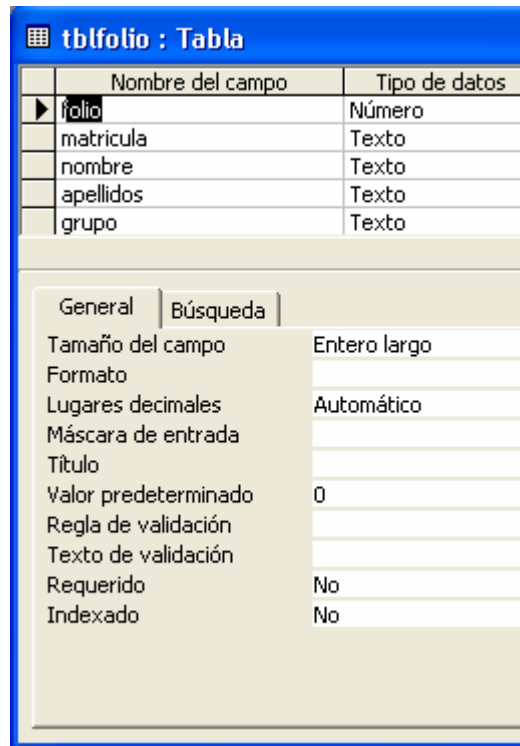 tblfolio : Tabla
Nombre del campo Tipo de datos
folio Número
matricula Texto
nombre Texto
apellidos Texto
grupo Texto
General Búsqueda
Tamaño del campo Entero largo
Formato
Lugares decimales Automático
Máscara de entrada
Título
Valor predeterminado 0
Regla de validación
Texto de validación
Requerido No
Indexado No